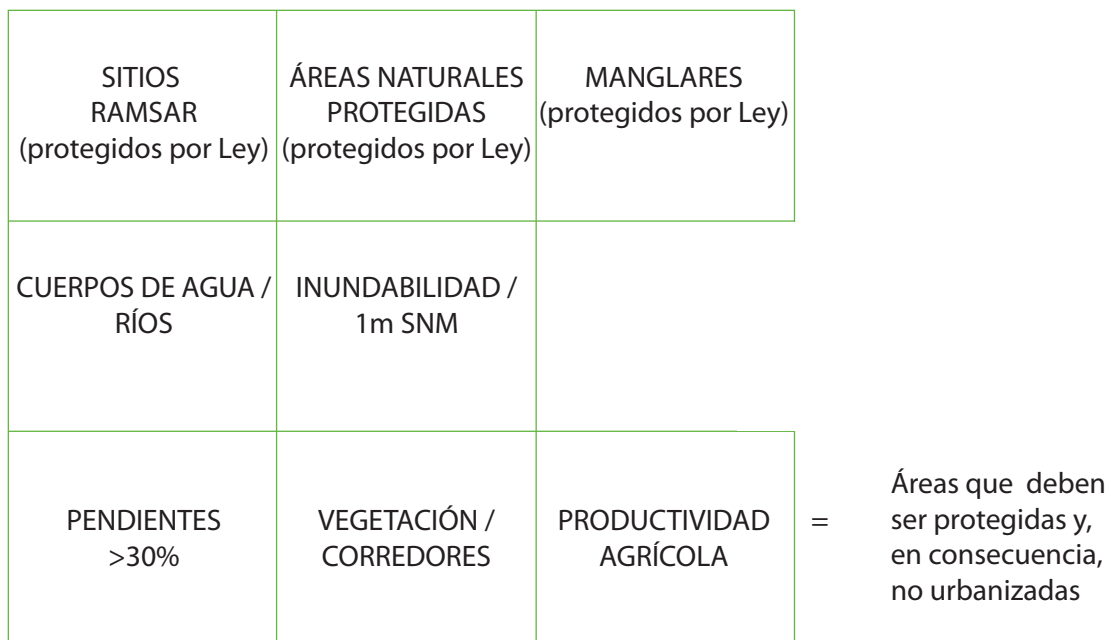 SITIOS
RAMSAR
(protegidos por Ley)
ÁREAS NATURALES
PROTEGIDAS
(protegidos por Ley)
MANGLARES
(protegidos por Ley)
CUERPOS DE AGUA /
RÍOS
INUNDABILIDAD /
1m SNM
PENDIENTES
>30%
VEGETACIÓN /
CORREDORES
PRODUCTIVIDAD
AGRÍCOLA
=
Áreas que deben
ser protegidas y,
en consecuencia,
no urbanizadas